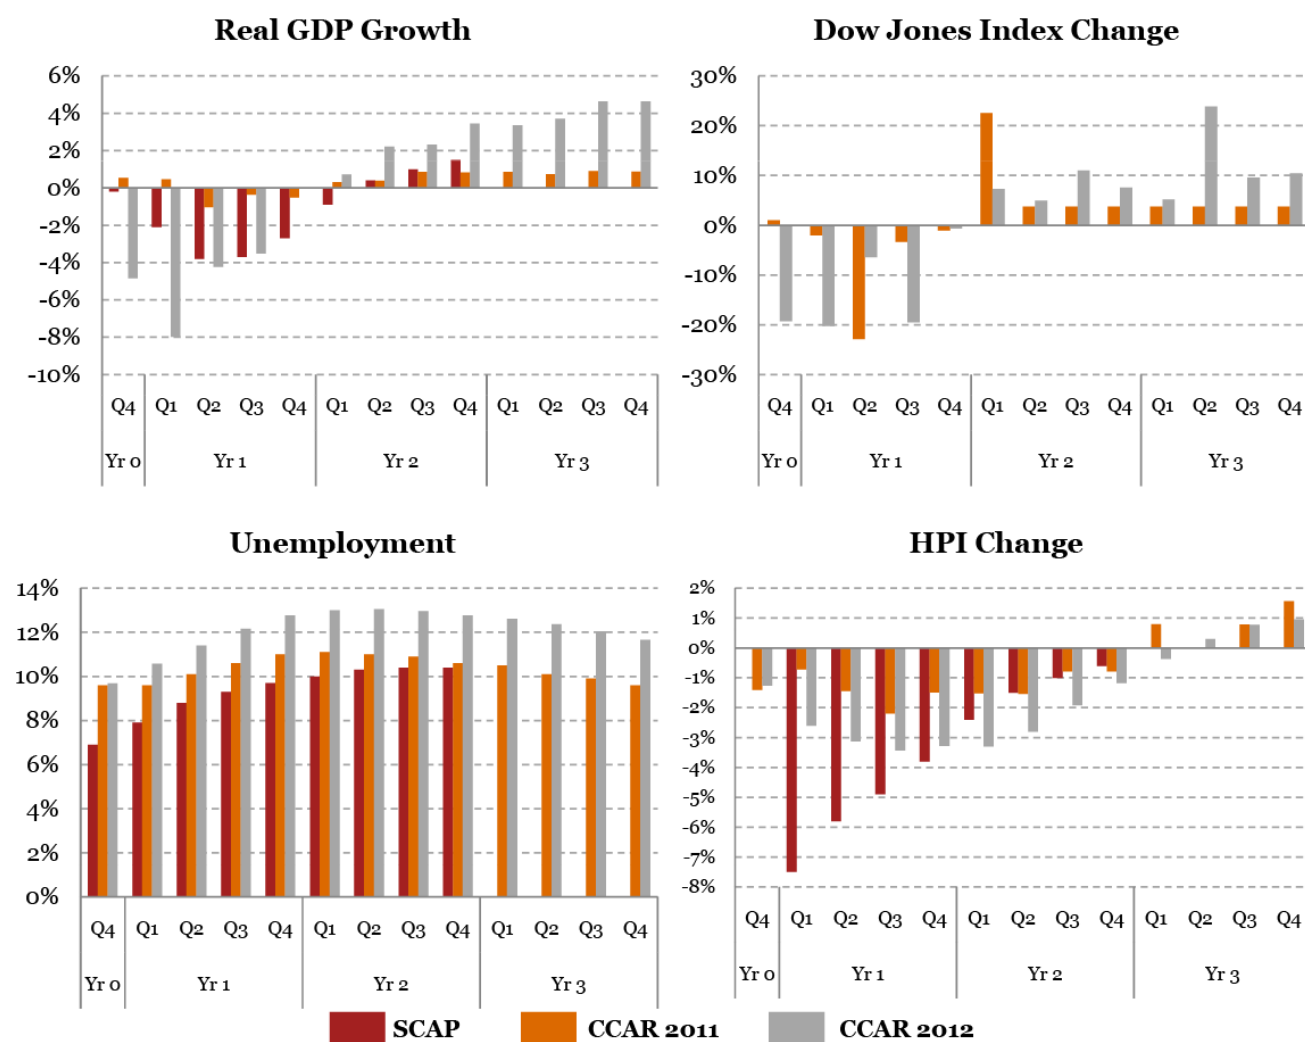 Real GDP Growth
6%
4%
2%
0%
-2%
-4%
-6%
-8%
-10%
Q4 Q1 Q2 Q3 Q4 Q1 Q2 Q3 Q4 Q1 Q2 Q3 Q4
Yr 0 Yr 1 Yr 2 Yr 3
Dow Jones Index Change
30%
20%
10%
0%
-10%
-20%
-30%
Q4 Q1 Q2 Q3 Q4 Q1 Q2 Q3 Q4 Q1 Q2 Q3 Q4
Yr 0 Yr 1 Yr 2 Yr 3
Unemployment
14%
12%
10%
8%
6%
4%
2%
0%
Q4 Q1 Q2 Q3 Q4 Q1 Q2 Q3 Q4 Q1 Q2 Q3 Q4
Yr 0 Yr 1 Yr 2 Yr 3
HPI Change
2%
1%
0%
-1%
-2%
-3%
-4%
-5%
-6%
-7%
-8%
Q4 Q1 Q2 Q3 Q4 Q1 Q2 Q3 Q4 Q1 Q2 Q3 Q4
Yr 0 Yr 1 Yr 2 Yr 3
SCAP CCAR 2011 CCAR 2012